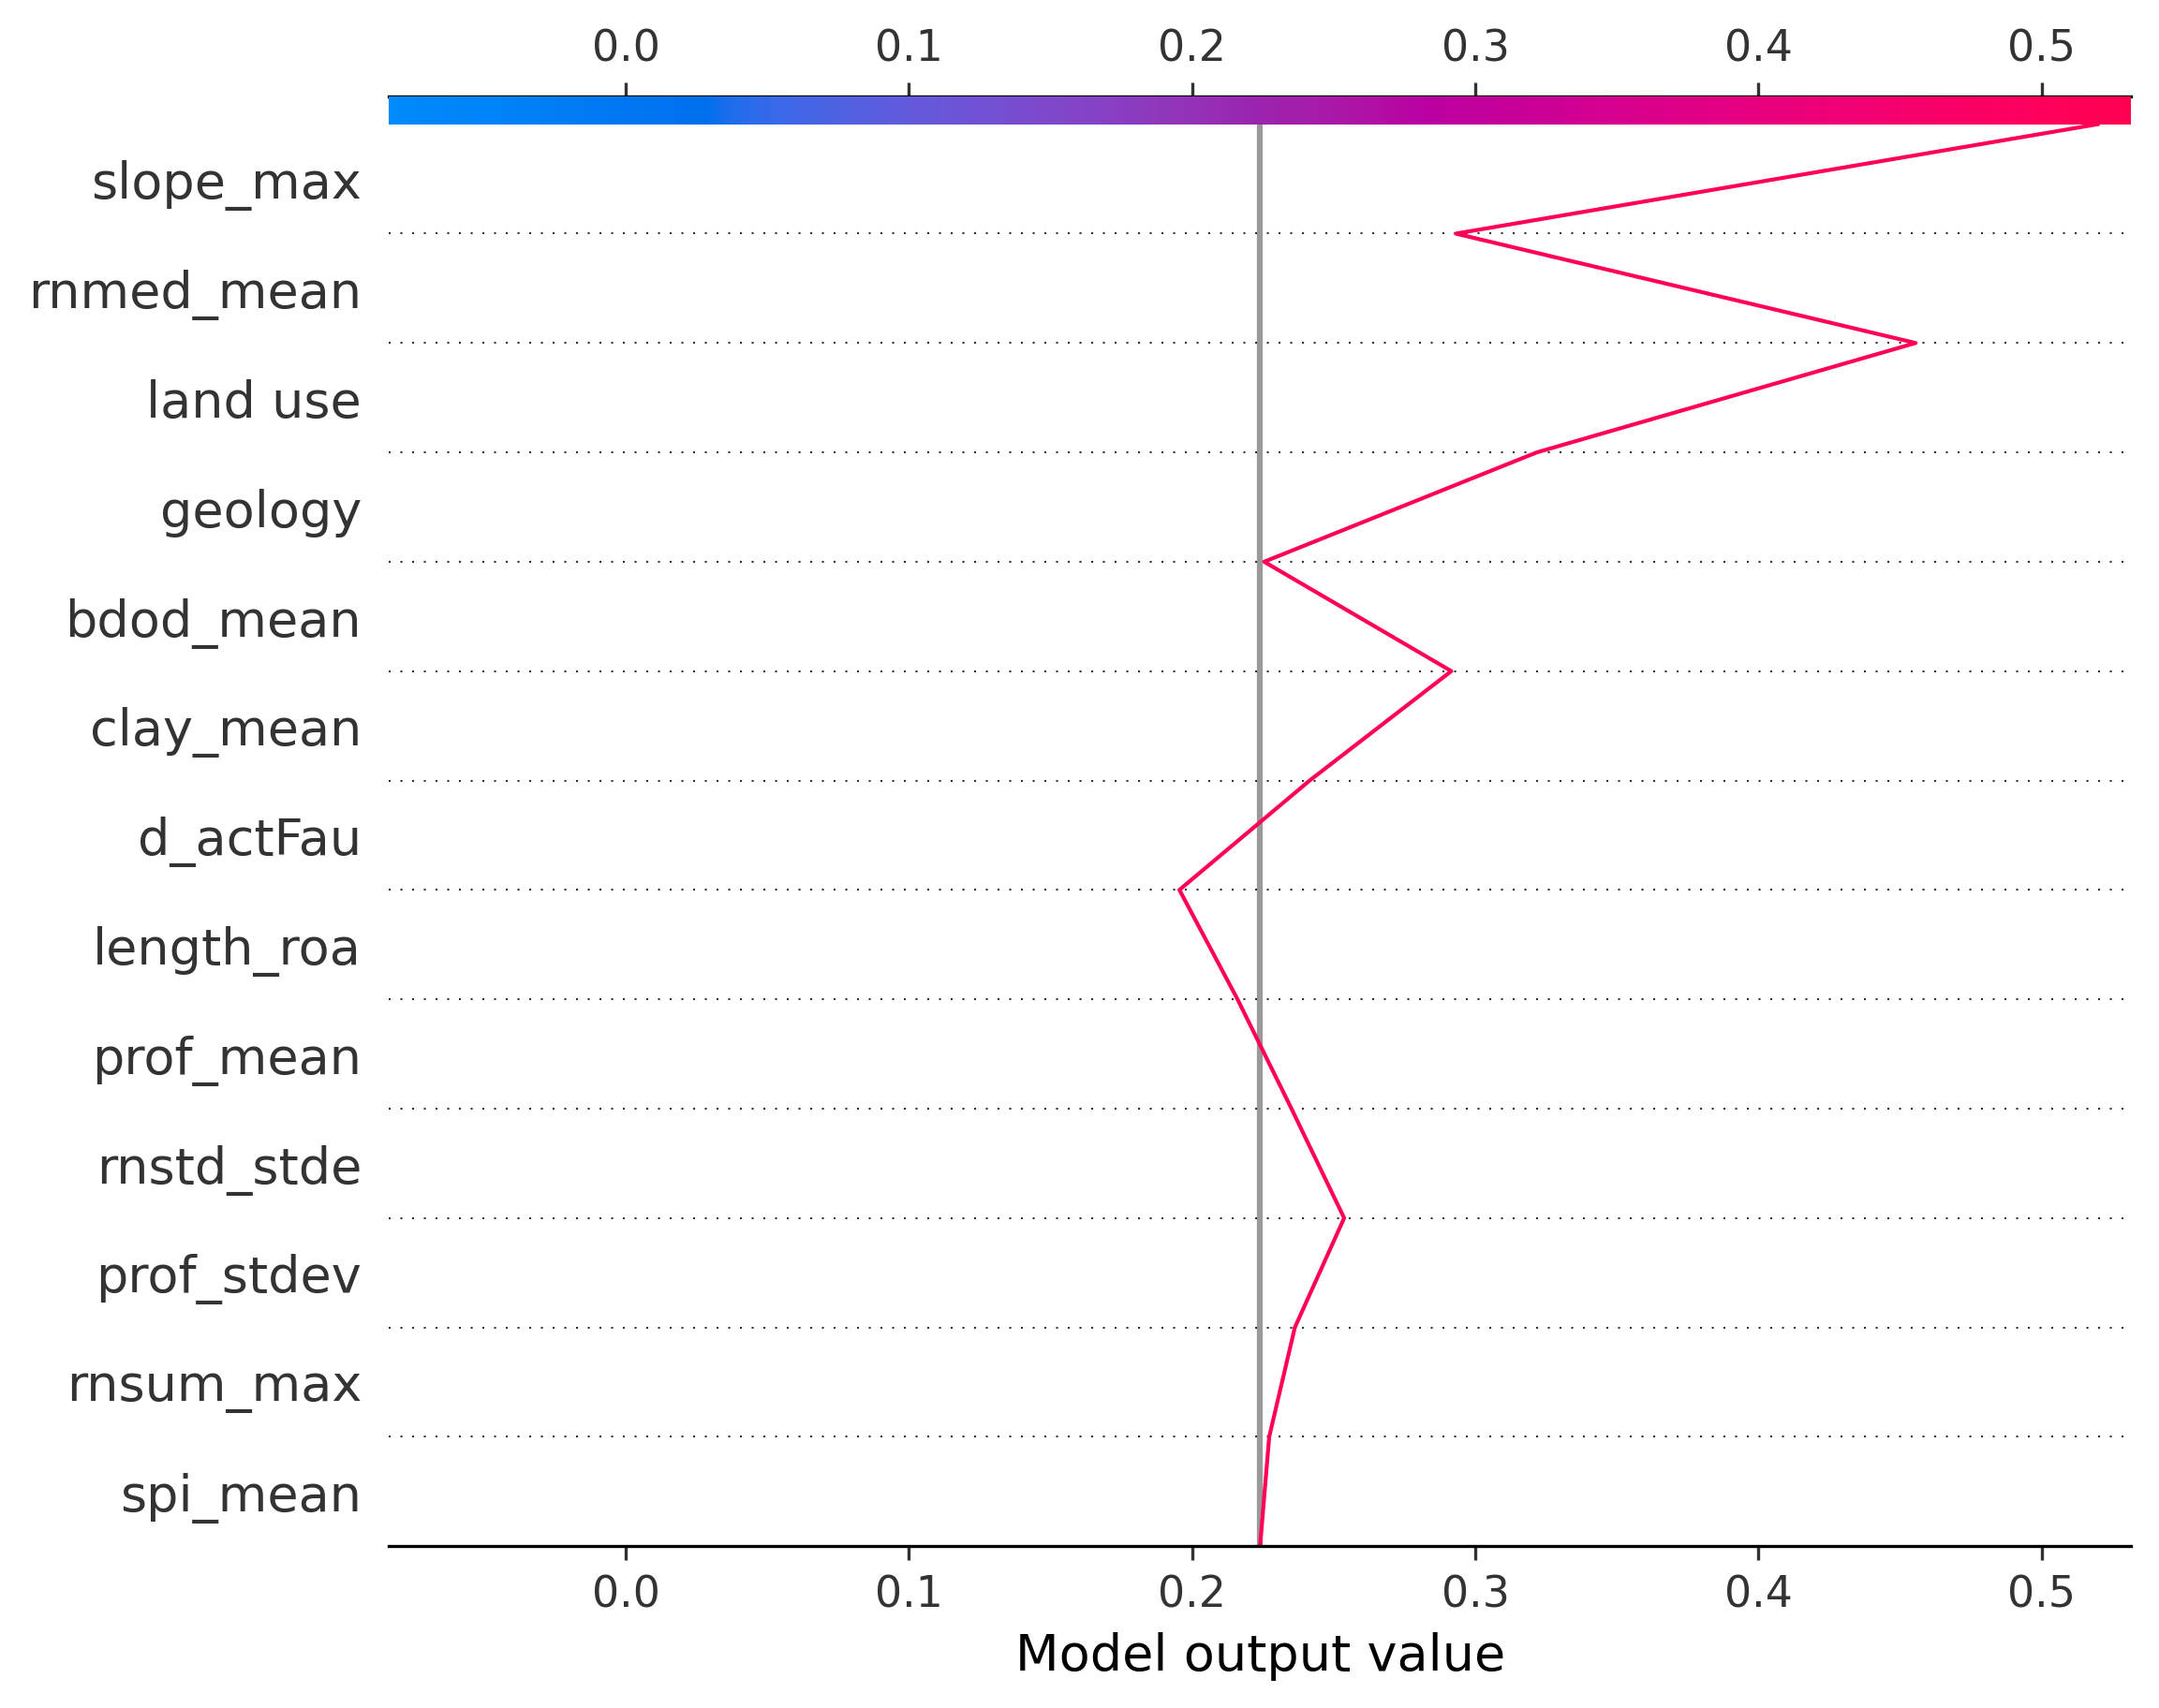 0.0 0.1 0.2 0.3 0.4 0.5
slope_max
rnmed_mean
land use
geology
bdod_mean
clay_mean
d_actFau
length_roa
prof_mean
rnstd_stde
prof_stdev
rnsum_max
spi_mean
0.0 0.1 0.2 0.3 0.4 0.5
Model output value